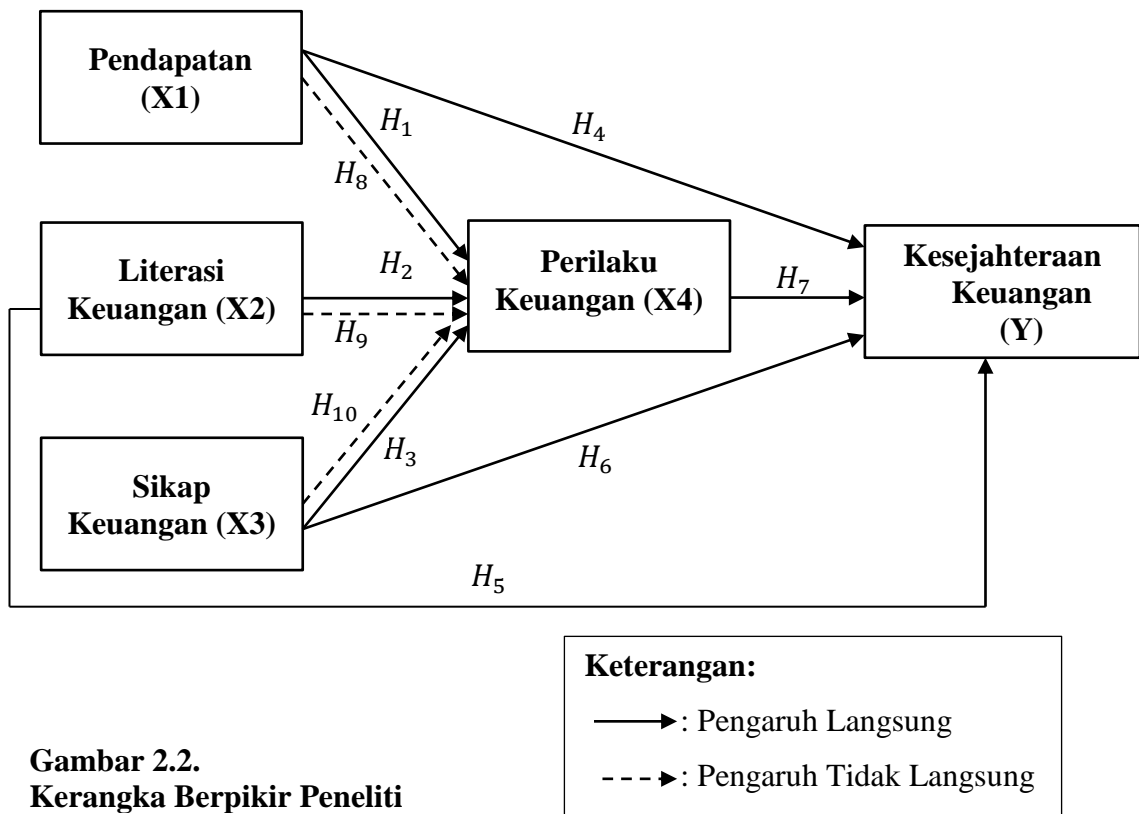 Pendapatan
(X1)
H₁
H₄
H₈
Literasi
Keuangan (X2)
H₂
H₉
Perilaku
Keuangan (X4)
H₇
Kesejahteraan
Keuangan
(Y)
Sikap
Keuangan (X3)
H₁₀
H₃
H₆
H₅
Keterangan:
: Pengaruh Langsung
: Pengaruh Tidak Langsung
Gambar 2.2.
Kerangka Berpikir Peneliti